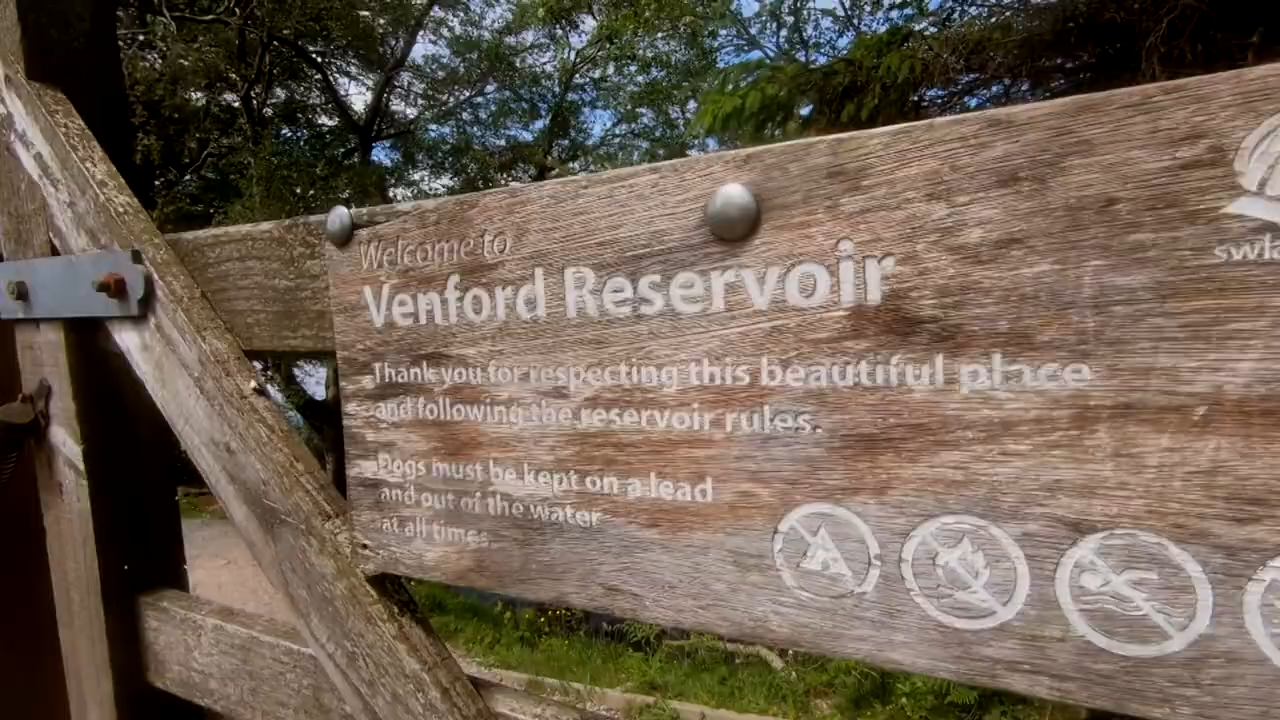 Welcome to
Venford Reservoir
Thank you for respecting this beautiful place
and following the reservoir rules.
Dogs must be kept on a lead
and out of the water
at all times.